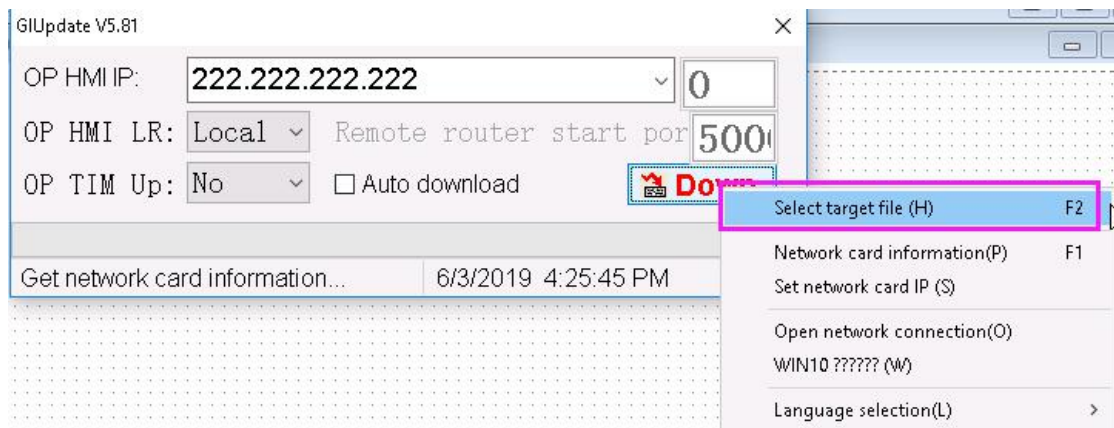 GIUpdate V5.81
OP HMI IP: 222.222.222.222 0
OP HMI LR: Local Remote router start por 500
OP TIM Up: No Auto download Down
Get network card information... 6/3/2019 4:25:45 PM
Select target file (H) F2
Network card information(P) F1
Set network card IP (S)
Open network connection(O)
WIN10 ?????? (W)
Language selection(L)